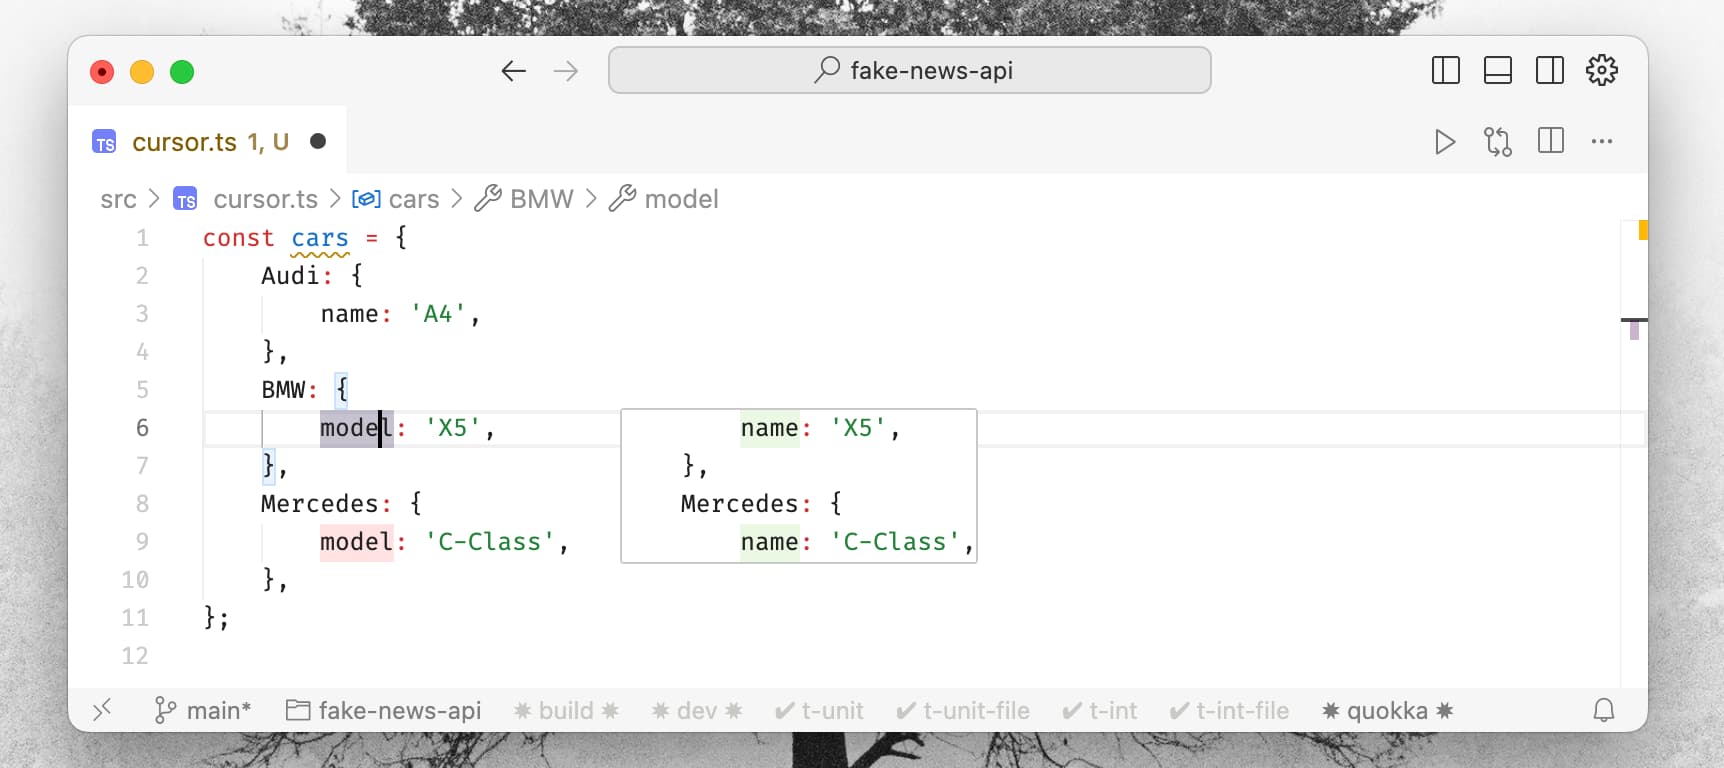 fake-news-api
TS cursor.ts 1, U
src > TS cursor.ts > cars > BMW > model
1 const cars = {
2 Audi: {
3 name: 'A4',
4 },
5 BMW: {
6 model: 'X5', name: 'X5',
7 }, },
8 Mercedes: { Mercedes: {
9 model: 'C-Class', name: 'C-Class',
10 },
11 };
12
main* fake-news-api ✷ build ✷ ✷ dev ✷ ✔ t-unit ✔ t-unit-file ✔ t-int ✔ t-int-file ✷ quokka ✷